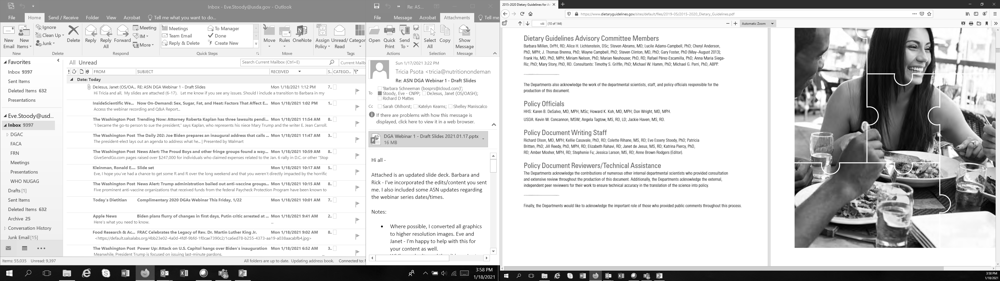 Inbox - Eve.Stoody@usda.gov - Outlook
File Home Send / Receive Folder View Acrobat Tell me what you want to do...
New Email
New Items
New
Ignore
Clean Up
Junk
Delete
Delete
Reply
Reply All
Forward
Meeting
IM
More
Respond
Meetings
Team Email
Reply & Delete
To Manager
Done
Create New
Quick Steps
Move
Rules
OneNote
Move
Assign Policy
Unread/ Read
Categor
Tags
Favorites
Inbox 9397
Sent Items
Deleted Items 632
Presentations
Eve.Stoody@usd...
Inbox 9397
DGAC
FACA
FRN
Meetings
Presentations
WHO NUGAG
Drafts [1]
Sent Items
Deleted Items 632
Archive 25
Conversation History
Junk Email [15]
All Unread
Search Current Mailbox (Ctrl+E)
Current Mailb
FROM SUBJECT RECEIVED S.. CATEGO...
Date: Today
DeJesus, Janet (OS/OA... RE: ASN DGA Webinar 1 - Draft Slides Mon 1/18/2021 1:12 PM 7..
Hi Tricia and all, My slides are attached (6-17). Let me know if you see any issues. Should I include a transition to Barbara in my
InsideScientific We... Now On-Demand: Sex, Sugar, Fat, and Heat: Factors That Affect E... Mon 1/18/2021 1:02 PM 1..
Access the webinar recording and Q&A Report...
The Washington Post Trending Now: Attorney Roberta Kaplan has three lawsuits pendi... Mon 1/18/2021 11:54 AM 8..
"I became the go-to person to sue the president," says Kaplan, who represents his niece Mary Trump and the writer E. Jean Carroll.
The Washington Post The Daily 202: Joe Biden prepares an inaugural address that calls ... Mon 1/18/2021 11:47 AM 3..
The president-elect lays out an agenda to address what he... | Presented by Walmart
The Washington Post News Alert: The Proud Boys and other fringe groups found a way... Mon 1/18/2021 10:59 AM 8..
GiveSendGo.com pages raised over $247,000 for individuals who claimed expenses related to the Jan. 6 rally in D.C. or other "Stop
Kleinman, Ronald E.... Slide set Mon 1/18/2021 10:17 AM 5..
Eve, I hope you've had a chance to get some R and R over the long weekend and that you weren't directly impacted by the horrific
The Washington Post News Alert: Trump administration bailed out anti-vaccine groups... Mon 1/18/2021 10:15 AM 8..
Five prominent anti-vaccine organizations that received funds from the federal Paycheck Protection Program have been known to
Today's Dietitian Complimentary 2020 DGAs Webinar This Friday, 1/22 Mon 1/18/2021 10:01 AM 7..
Apple News Biden plans flurry of changes in first days, Putin critic arrested at ... Mon 1/18/2021 9:41 AM 2..
Here's what you need to know. ...
Food Research & Ac... FRAC Celebrates the Legacy of Rev. Dr. Martin Luther King Jr. Mon 1/18/2021 9:02 AM 8..
<https://default.salsalabs.org/4bb23e02-4a0d-4fdf-9bfd-1f0cae7390c2/1ca6ed78-b255-4373-aa19-a038aacabfb4.jpg>
The Washington Post Power Up: Attack on U.S. Capitol hangs over Biden's inauguration Mon 1/18/2021 6:52 AM 3..
Meanwhile, President Trump is focused on issuing last-minute pardons. ...
Items: 55,035 Unread: 9,397 All folders are up to date. Updating address book. Connected to:
9+
3:58 PM
1/18/2021
Re: AS...
File Message Acrobat Attachments Tell me
Open
Quick Print
Send To
Actions
Select All
Copy
Selection
Show Message
Message
Sun 1/17/2021 3:22 PM
Tricia Psota <tricia@nutritionondeman
Re: ASN DGA Webinar 1 - Draft Slides
To 'Barbara Schneeman (bosprs@icloud.com)';
Stoody, Eve - CNPP; DeJesus, Janet (OS/OASH);
Richard D Mattes
Cc Sarah Ohlhorst; Katelyn Kearns; Shelley Maniscalco
If there are problems with how this message is
displayed, click here to view it in a web browser.
DGA Webinar 1 - Draft Slides 2021.01.17.pptx
16 MB
Hi all -
Attached is an updated slide deck. Barbara and
Rick - I've incorporated the edits/content you sent
me. I also included some ASN updates regarding
the webinar series dates/times.
Notes:
• Where possible, I converted all graphics
to higher resolution images. Eve and
Janet - I'm happy to help with this for
your content as well.
2015-2020 Dietary Guidelines for Am
https://www.dietaryguidelines.gov/sites/default/files/2019-05/2015-2020_Dietary_Guidelines.pdf
viii (10 of 144) Automatic Zoom
Dietary Guidelines Advisory Committee Members
Barbara Millen, DrPH, RD; Alice H. Lichtenstein, DSc; Steven Abrams, MD; Lucile Adams-Campbell, PhD; Cheryl Anderson,
PhD, MPH; J. Thomas Brenna, PhD; Wayne Campbell, PhD; Steven Clinton, MD, PhD; Gary Foster, PhD (May–August 2013);
Frank Hu, MD, PhD, MPH; Miriam Nelson, PhD; Marian Neuhouser, PhD, RD; Rafael Pérez-Escamilla, PhD; Anna Maria Siega-
Riz, PhD; Mary Story, PhD, RD. Consultants: Timothy S. Griffin, PhD; Michael W. Hamm, PhD; Michael G. Perri, PhD, ABPP.
The Departments also acknowledge the work of the departmental scientists, staff, and policy officials responsible for the
production of this document.
Policy Officials
HHS: Karen B. DeSalvo, MD, MPH, MSc; Howard K. Koh, MD, MPH; Don Wright, MD, MPH.
USDA: Kevin W. Concannon, MSW; Angela Tagtow, MS, RD, LD; Jackie Haven, MS, RD.
Policy Document Writing Staff
Richard Olson, MD, MPH; Kellie Casavale, PhD, RD; Colette Rihane, MS, RD; Eve Essery Stoody, PhD; Patricia
Britten, PhD; Jill Reedy, PhD, MPH, RD; Elizabeth Rahavi, RD; Janet de Jesus, MS, RD; Katrina Piercy, PhD,
RD; Amber Mosher, MPH, RD; Stephenie Fu; Jessica Larson, MS, RD; Anne Brown Rodgers (Editor).
Policy Document Reviewers/Technical Assistance
The Departments acknowledge the contributions of numerous other internal departmental scientists who provided consultation
and extensive review throughout the production of this document. Additionally, the Departments acknowledge the external,
independent peer reviewers for their work to ensure technical accuracy in the translation of the science into policy.
Finally, the Departments would like to acknowledge the important role of those who provided public comments throughout this process.
3:58 PM
1/18/2021